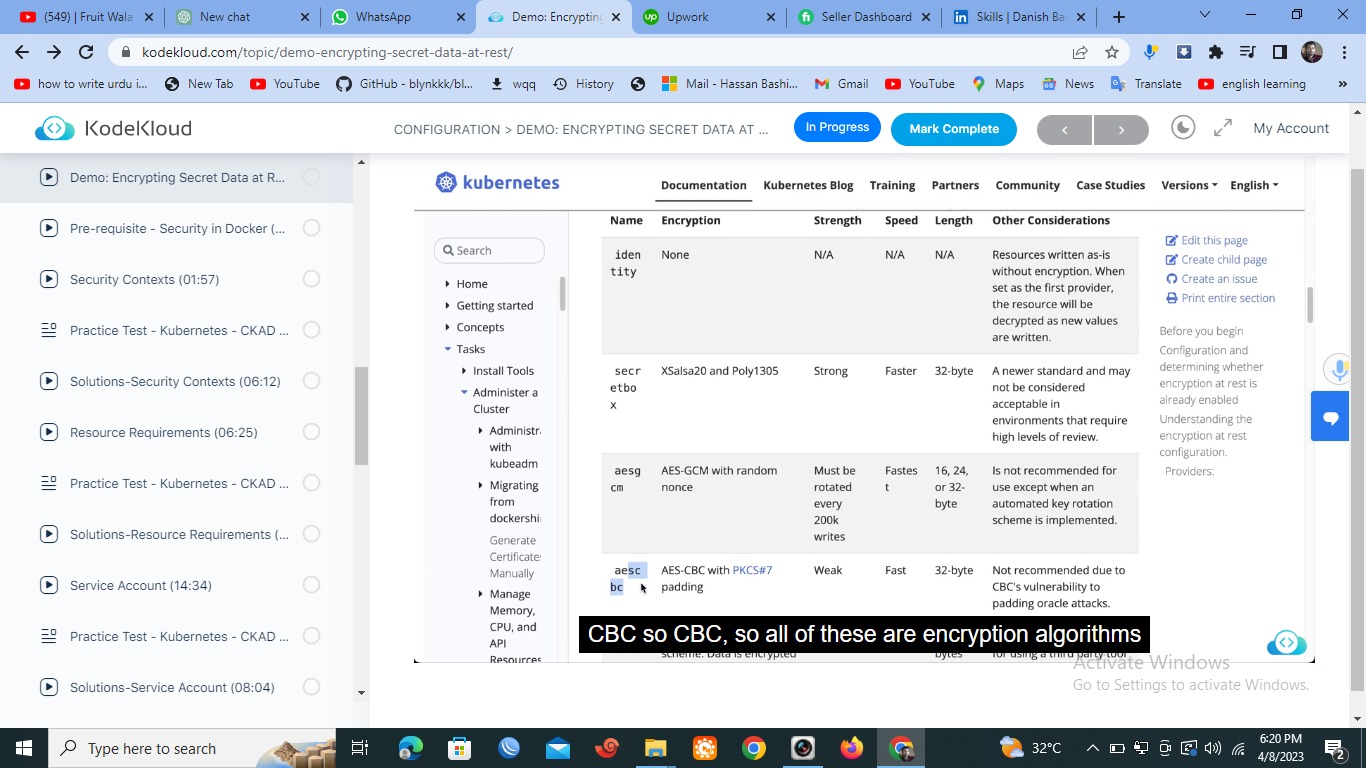 (549) | Fruit Wala
New chat
WhatsApp
Demo: Encrypting
Upwork
Seller Dashboard
Skills | Danish Ba
kodekloud.com/topic/demo-encrypting-secret-data-at-rest/
how to write urdu i...
New Tab
YouTube
GitHub - blynkkk/bl...
wqq
History
Mail - Hassan Bashi...
Gmail
YouTube
Maps
News
Translate
english learning
»
KodeKloud
CONFIGURATION > DEMO: ENCRYPTING SECRET DATA AT ...
In Progress
Mark Complete
My Account
Demo: Encrypting Secret Data at R...
Pre-requisite - Security in Docker (...
Security Contexts (01:57)
Practice Test - Kubernetes - CKAD ...
Solutions-Security Contexts (06:12)
Resource Requirements (06:25)
Practice Test - Kubernetes - CKAD ...
Solutions-Resource Requirements (...
Service Account (14:34)
Practice Test - Kubernetes - CKAD ...
Solutions-Service Account (08:04)
kubernetes
Documentation
Kubernetes Blog
Training
Partners
Community
Case Studies
Versions
English
Search
Home
Getting started
Concepts
Tasks
Install Tools
Administer a
Cluster
Administra
with
kubeadm
Migrating
from
dockershi
Generate
Certificates
Manually
Manage
Memory,
CPU, and
API
Resources
Name Encryption Strength Speed Length Other Considerations
iden None N/A N/A N/A Resources written as-is
tity without encryption. When
set as the first provider,
the resource will be
decrypted as new values
are written.
secr XSalsa20 and Poly1305 Strong Faster 32-byte A newer standard and may
etbo not be considered
x acceptable in
environments that require
high levels of review.
aesg AES-GCM with random Must be Fastes 16, 24, Is not recommended for
cm nonce rotated t or 32- use except when an
every byte automated key rotation
200k scheme is implemented.
writes
aesc AES-CBC with PKCS#7 Weak Fast 32-byte Not recommended due to
bc padding CBC's vulnerability to
padding oracle attacks.
scheme. Data is encrypted bytes for using a third party tool
Edit this page
Create child page
Create an issue
Print entire section
Before you begin
Configuration and
determining whether
encryption at rest is
already enabled
Understanding the
encryption at rest
configuration.
Providers:
CBC so CBC, so all of these are encryption algorithms
Activate Windows
Go to Settings to activate Windows.
Type here to search
32°C
6:20 PM
4/8/2023
2